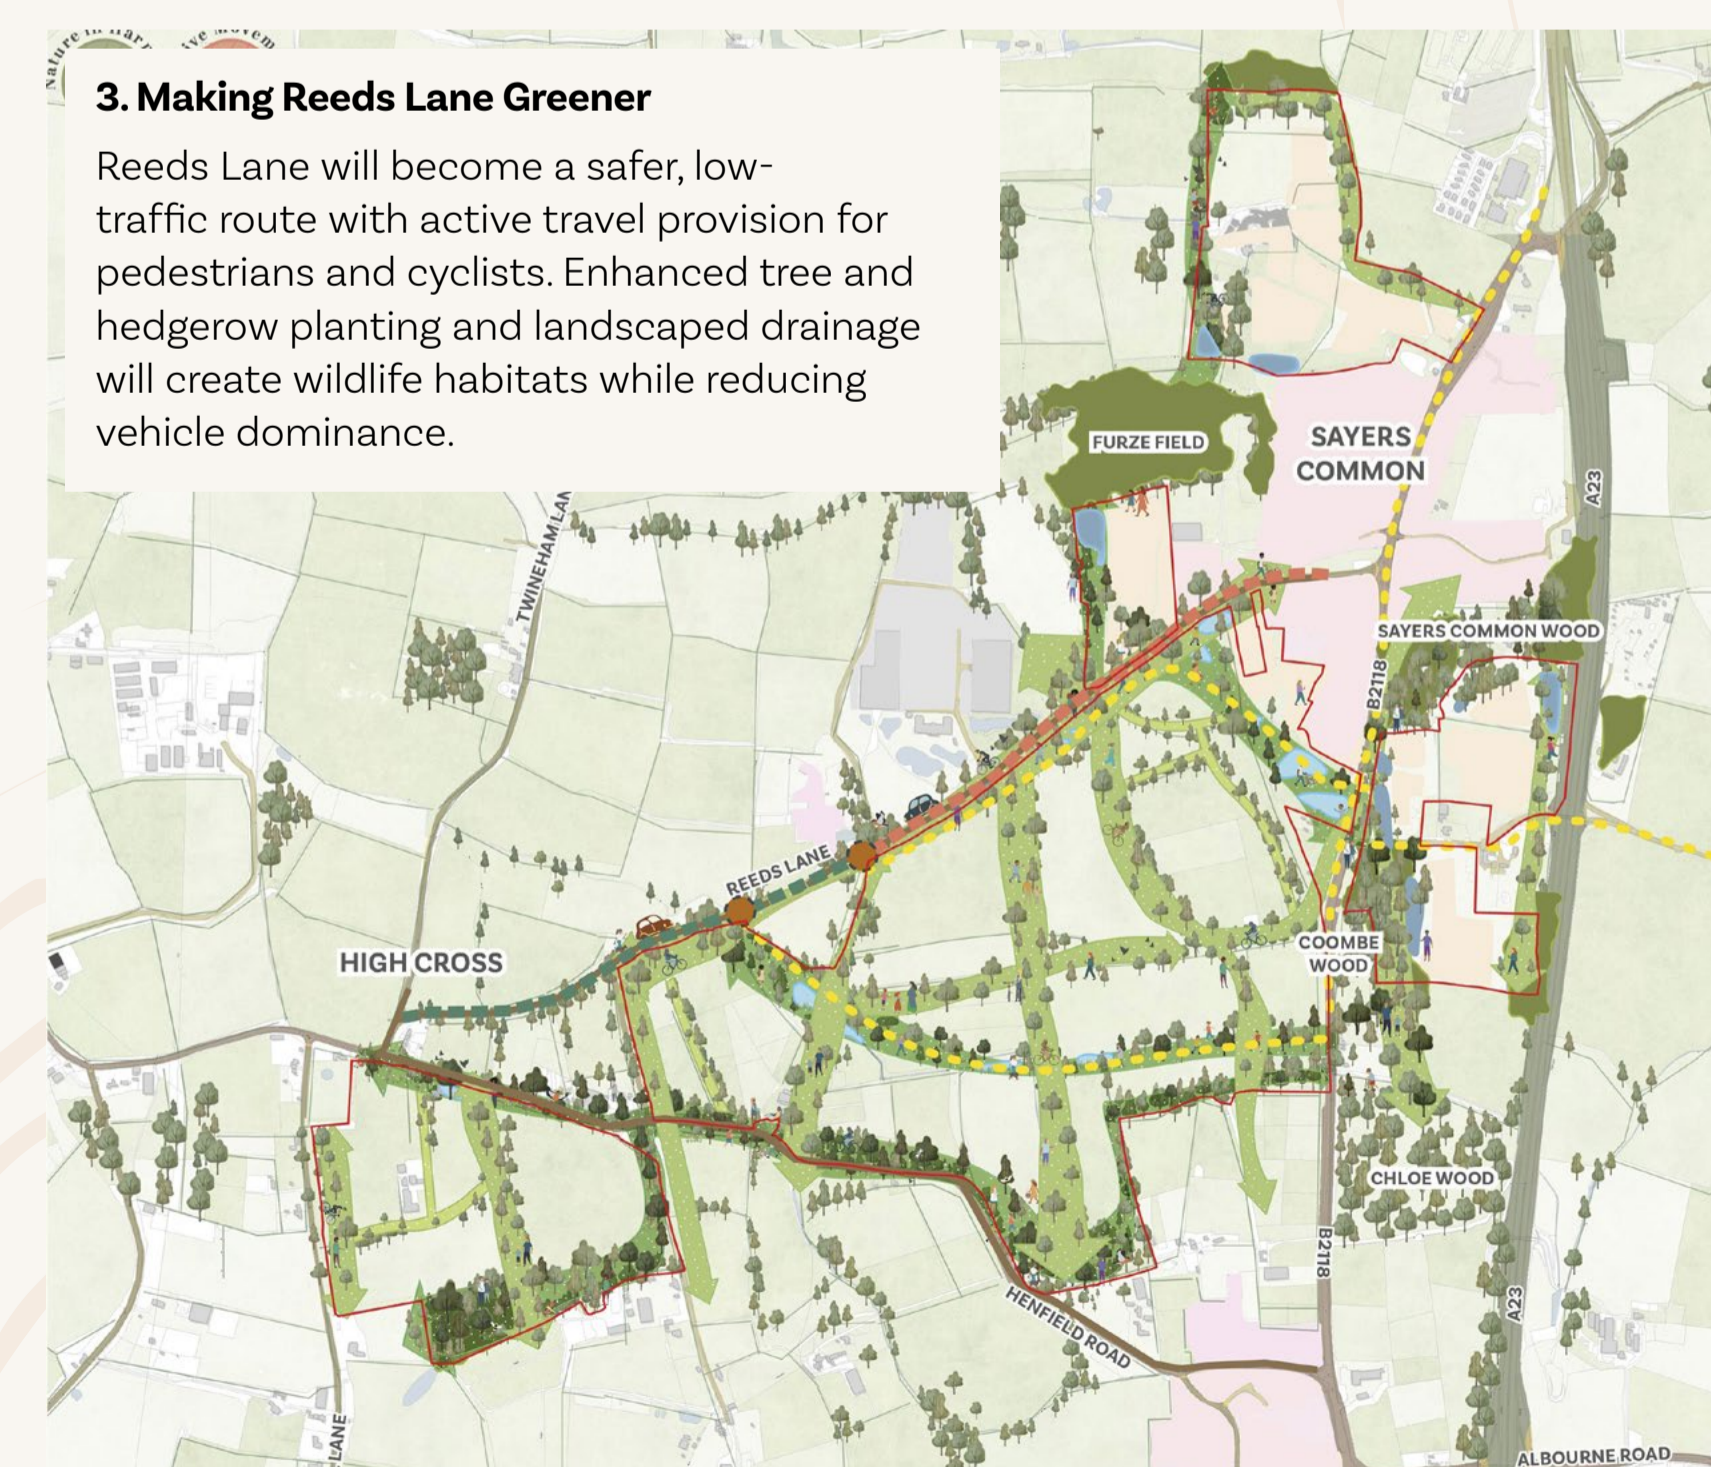 3. Making Reeds Lane Greener
Reeds Lane will become a safer, low-
traffic route with active travel provision for
pedestrians and cyclists. Enhanced tree and
hedgerow planting and landscaped drainage
will create wildlife habitats while reducing
vehicle dominance.
FURZE FIELD
SAYERS
COMMON
A23
TWINEHAM LAN
SAYERS COMMON WOOD
B2118
REEDS LANE
HIGH CROSS
COOMBE
WOOD
CHLOE WOOD
B2118
A23
HENFIELD ROAD
LANE
ALBOURNE ROAD